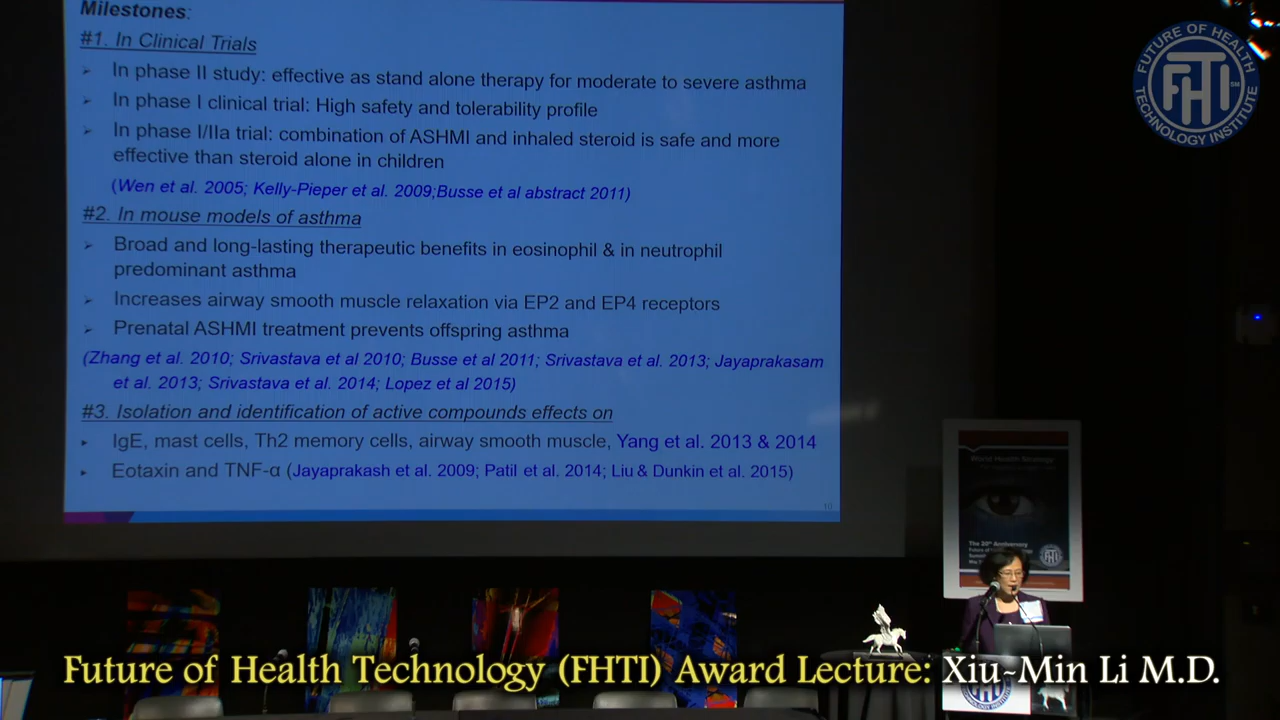 Milestones:
#1. In Clinical Trials
In phase II study: effective as stand alone therapy for moderate to severe asthma
In phase I clinical trial: High safety and tolerability profile
In phase I/IIa trial: combination of ASHMI and inhaled steroid is safe and more
effective than steroid alone in children
(Wen et al. 2005; Kelly-Pieper et al. 2009;Busse et al abstract 2011)
#2. In mouse models of asthma
Broad and long-lasting therapeutic benefits in eosinophil & in neutrophil
predominant asthma
Increases airway smooth muscle relaxation via EP2 and EP4 receptors
Prenatal ASHMI treatment prevents offspring asthma
(Zhang et al. 2010; Srivastava et al 2010; Busse et al 2011; Srivastava et al. 2013; Jayaprakasam
et al. 2013; Srivastava et al. 2014; Lopez et al 2015)
#3. Isolation and identification of active compounds effects on
IgE, mast cells, Th2 memory cells, airway smooth muscle, Yang et al. 2013 & 2014
Eotaxin and TNF-α (Jayaprakash et al. 2009; Patil et al. 2014; Liu & Dunkin et al. 2015)
10
FUTURE OF HEALTH
FHTI SM
TECHNOLOGY INSTITUTE
World Health Strategy
The 20th Anniversary
FHTI
Future of Health Technology (FHTI) Award Lecture: Xiu-Min Li M.D.